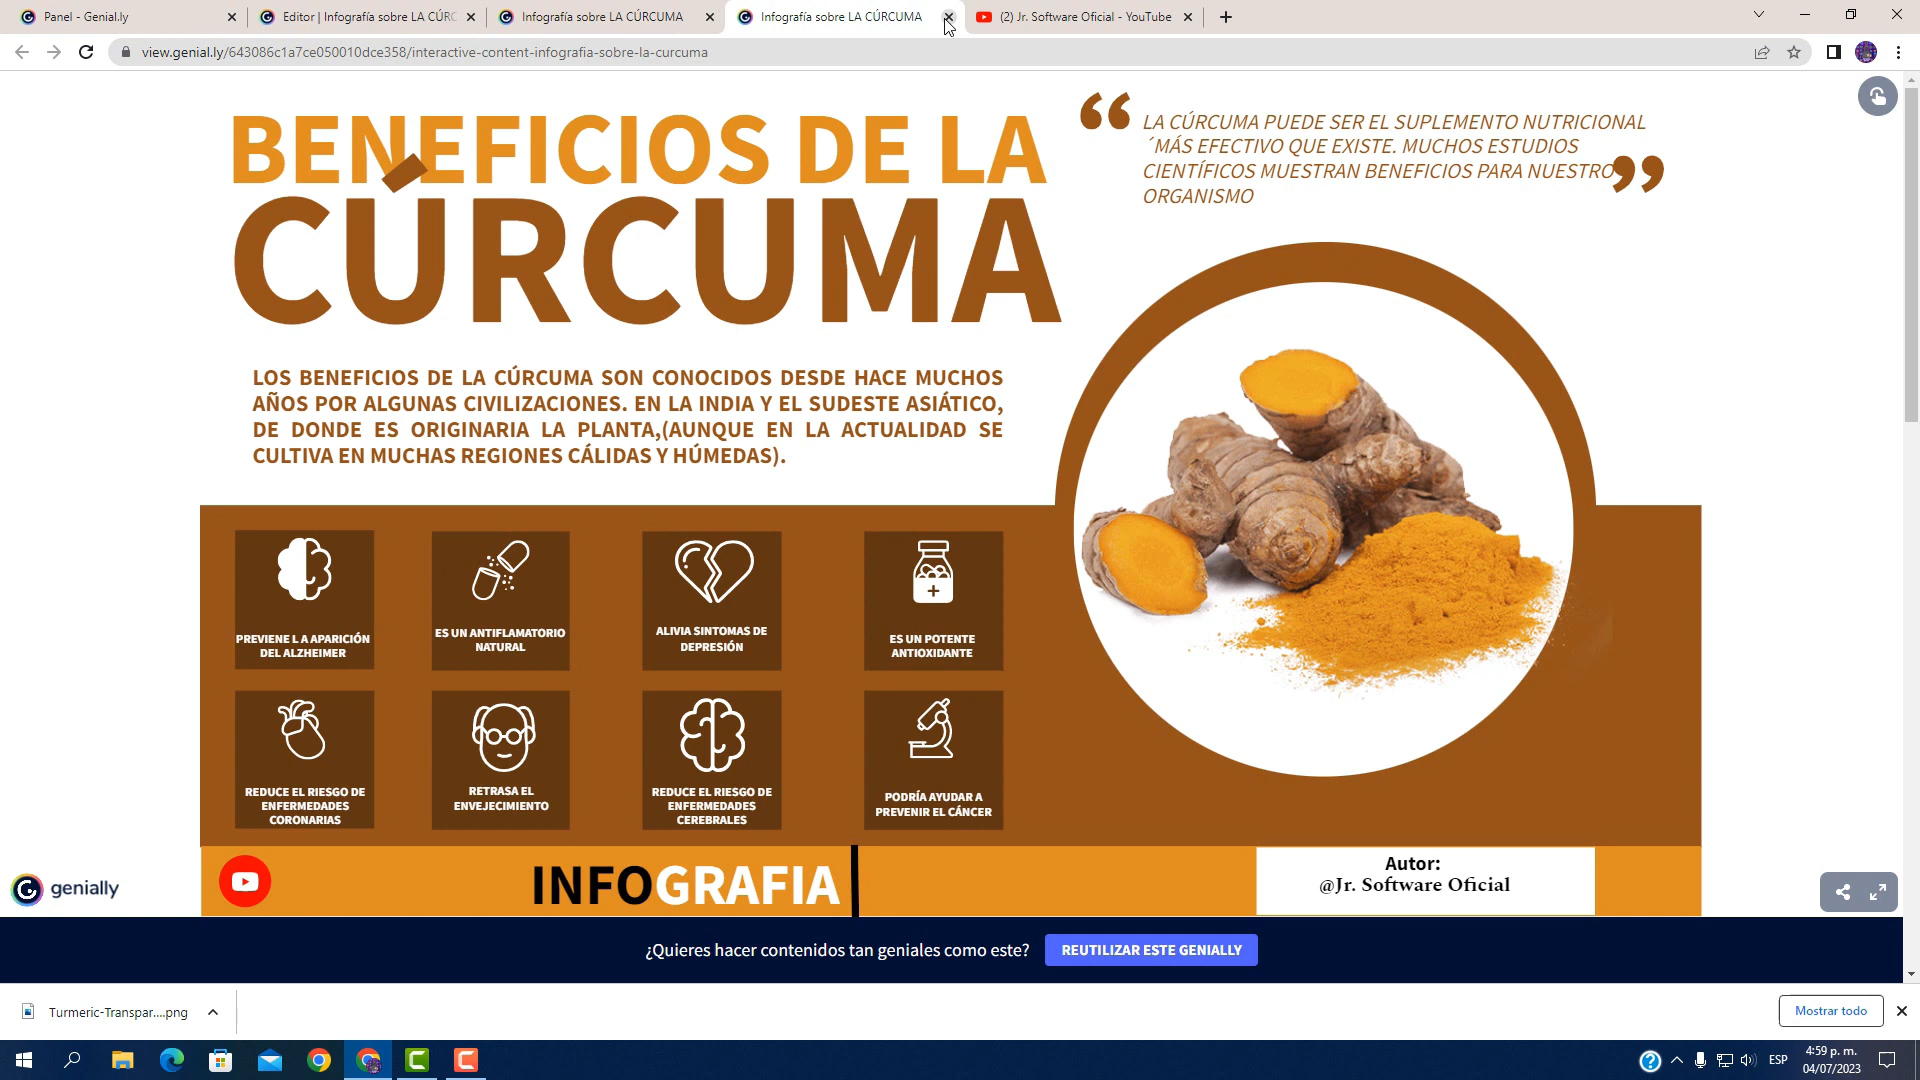 Panel - Genial.ly
Editor | Infografía sobre LA CÚRC
Infografía sobre LA CÚRCUMA
Infografía sobre LA CÚRCUMA
(2) Jr. Software Oficial - YouTube
view.genial.ly/643086c1a7ce050010dce358/interactive-content-infografia-sobre-la-curcuma
BENEFICIOS DE LA
CÚRCUMA
LA CÚRCUMA PUEDE SER EL SUPLEMENTO NUTRICIONAL
´MÁS EFECTIVO QUE EXISTE. MUCHOS ESTUDIOS
CIENTÍFICOS MUESTRAN BENEFICIOS PARA NUESTRO
ORGANISMO
LOS BENEFICIOS DE LA CÚRCUMA SON CONOCIDOS DESDE HACE MUCHOS
AÑOS POR ALGUNAS CIVILIZACIONES. EN LA INDIA Y EL SUDESTE ASIÁTICO,
DE DONDE ES ORIGINARIA LA PLANTA,(AUNQUE EN LA ACTUALIDAD SE
CULTIVA EN MUCHAS REGIONES CÁLIDAS Y HÚMEDAS).
PREVIENE L A APARICIÓN
DEL ALZHEIMER
ES UN ANTIFLAMATORIO
NATURAL
ALIVIA SINTOMAS DE
DEPRESIÓN
ES UN POTENTE
ANTIOXIDANTE
REDUCE EL RIESGO DE
ENFERMEDADES
CORONARIAS
RETRASA EL
ENVEJECIMIENTO
REDUCE EL RIESGO DE
ENFERMEDADES
CEREBRALES
PODRÍA AYUDAR A
PREVENIR EL CÁNCER
genially
INFOGRAFIA
Autor:
@Jr. Software Oficial
¿Quieres hacer contenidos tan geniales como este?
REUTILIZAR ESTE GENIALLY
Turmeric-Transpar....png
Mostrar todo
ESP
4:59 p. m.
04/07/2023